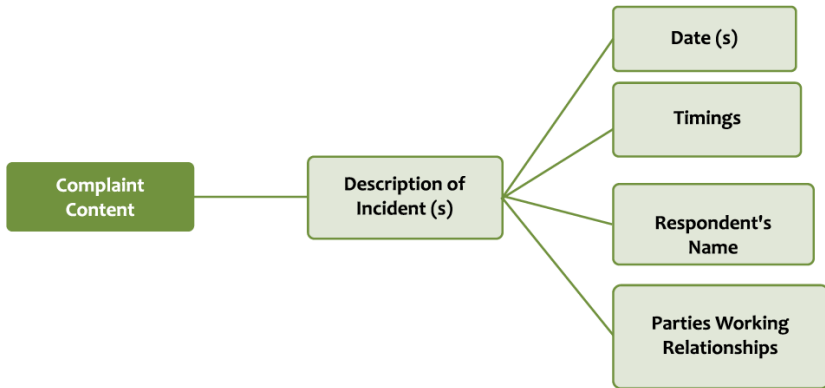 Date (s)
Timings
Complaint
Content
Description of
Incident (s)
Respondent's
Name
Parties Working
Relationships